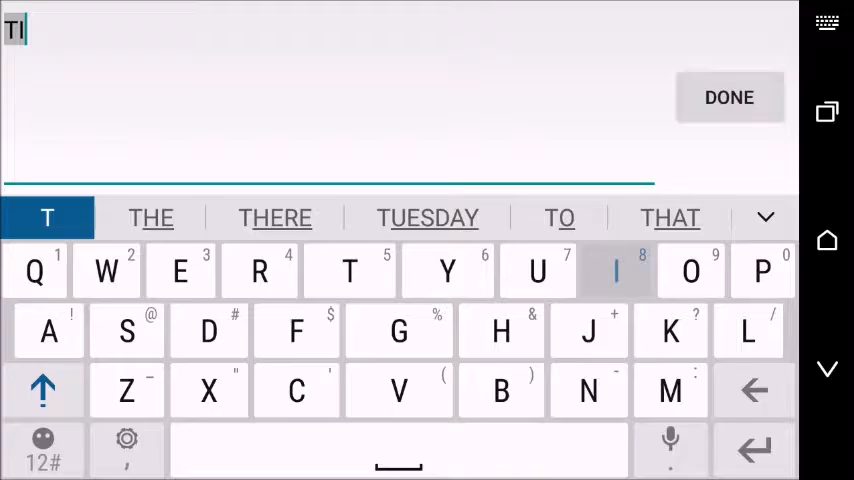 TI
DONE
T THE THERE TUESDAY TO THAT
Q 1 W 2 E 3 R 4 T 5 Y 6 U 7 I 8 O 9 P 0
A ! S @ D # F $ G % H & J + K ? L /
Z _ X " C ' V ( B ) N - M :
12# , .